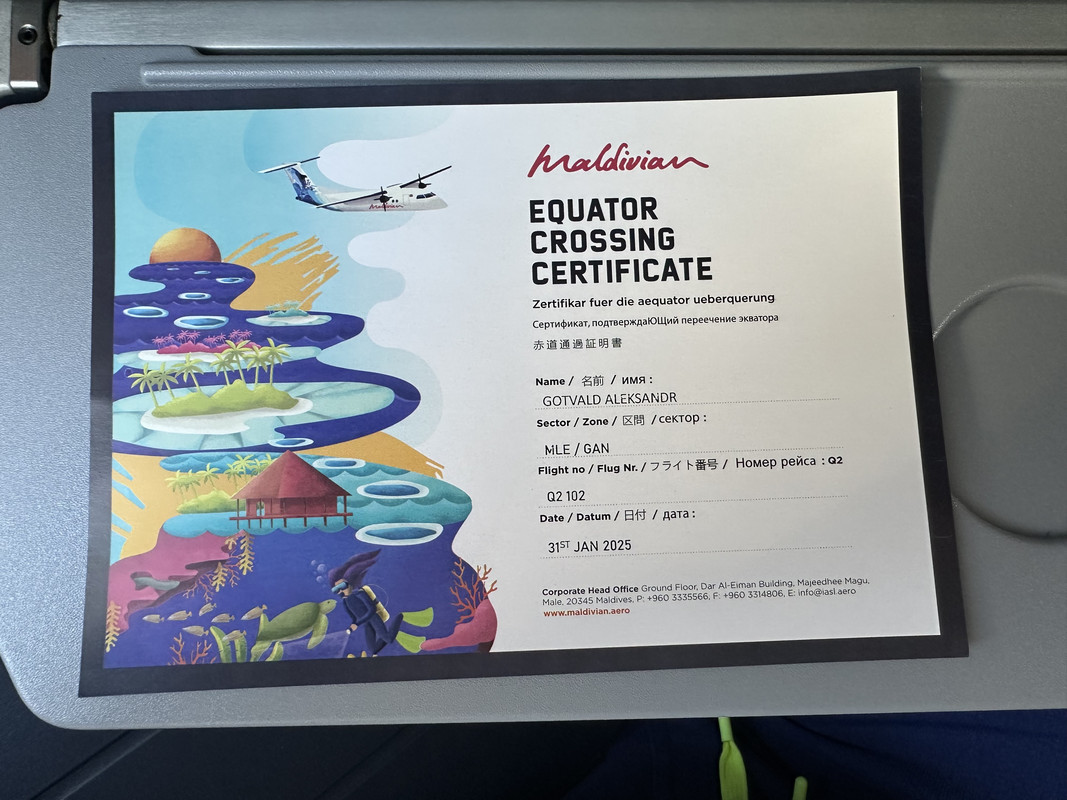 Maldivian
Maldivian
EQUATOR
CROSSING
CERTIFICATE
Zertifikar fuer die aequator ueberquerung
Сертификат, подтверждаЮЩий переечение экватора
赤道通過証明書
Name / 名前 / имя :
GOTVALD ALEKSANDR
Sector / Zone / 区間 / сектор :
MLE / GAN
Flight no / Flug Nr. / フライト番号 / Номер рейса : Q2
Q2 102
Date / Datum / 日付 / дата :
31ST JAN 2025
Corporate Head Office Ground Floor, Dar Al-Eiman Building, Majeedhee Magu,
Male, 20345 Maldives. P: +960 3335566, F: +960 3314806, E: info@iasl.aero
www.maldivian.aero